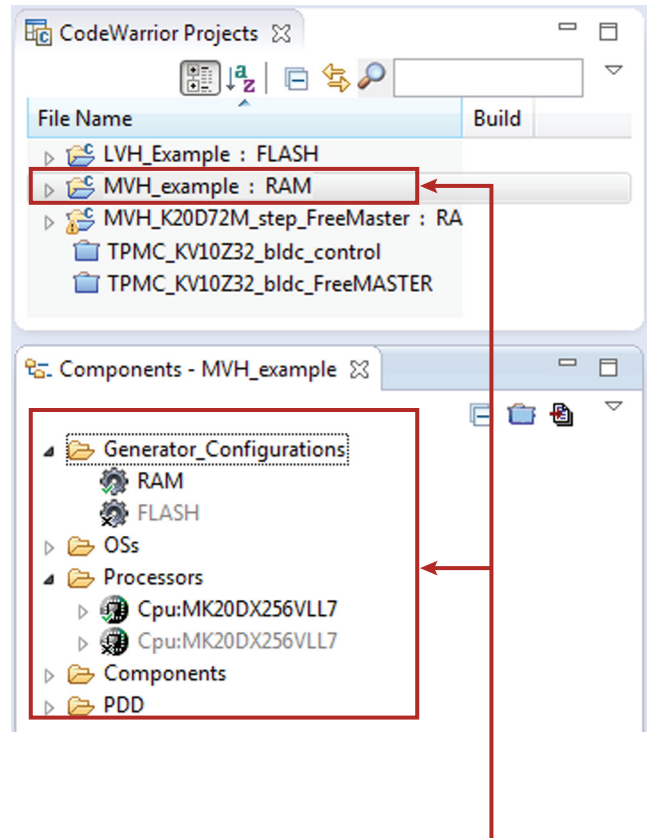 CodeWarrior Projects
File Name Build
LVH_Example : FLASH
MVH_example : RAM
MVH_K20D72M_step_FreeMaster : RA
TPMC_KV10Z32_bldc_control
TPMC_KV10Z32_bldc_FreeMASTER
Components - MVH_example
Generator_Configurations
RAM
FLASH
OSs
Processors
Cpu:MK20DX256VLL7
Cpu:MK20DX256VLL7
Components
PDD